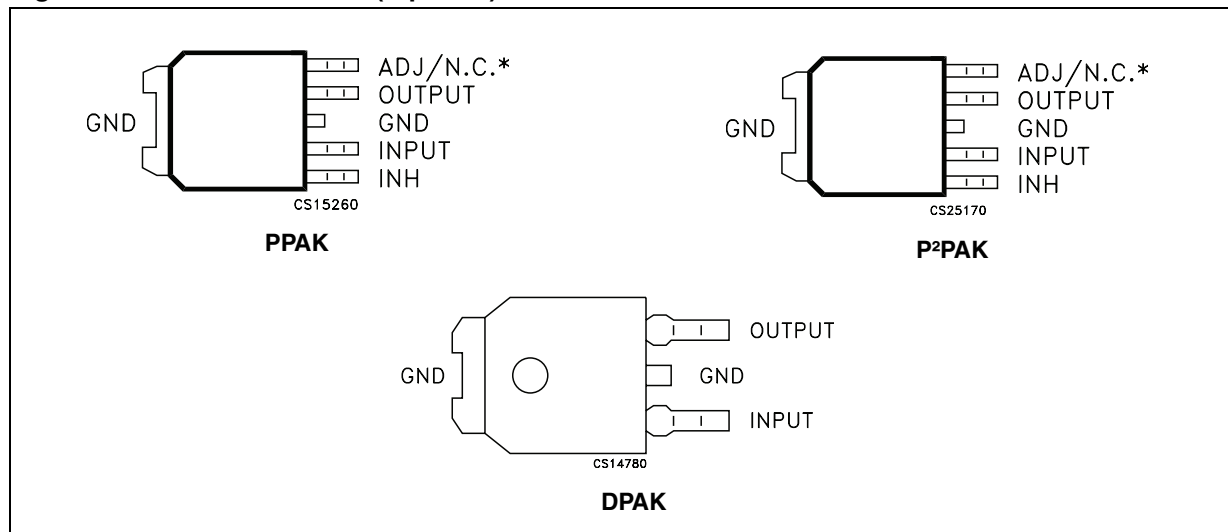 GND
ADJ/N.C.*
OUTPUT
GND
INPUT
INH
CS15260
PPAK
GND
ADJ/N.C.*
OUTPUT
GND
INPUT
INH
CS25170
P²PAK
GND
OUTPUT
GND
INPUT
CS14780
DPAK